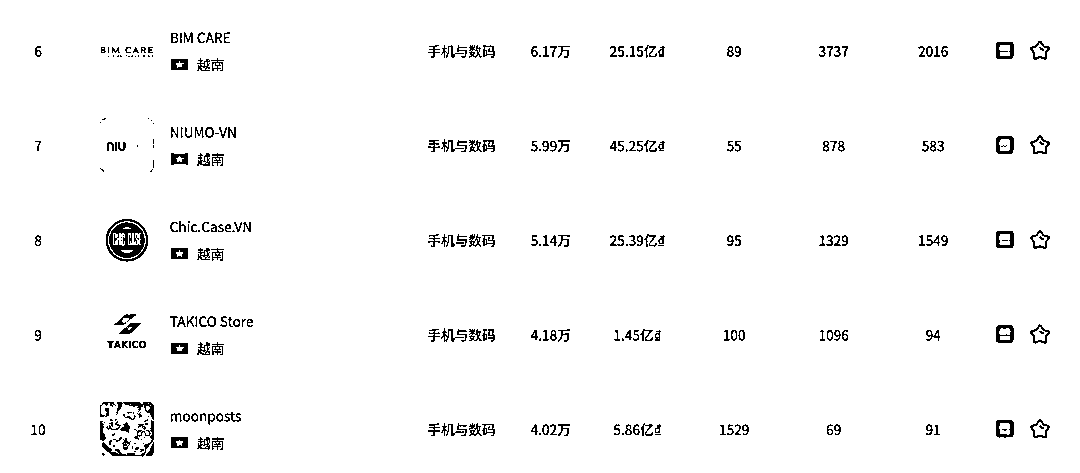 BIM CARE
6 BIM CARE 手机与数码 6.17万 25.15亿₫ 89 3737 2016
越南
NIUMO-VN
7 NIU 手机与数码 5.99万 45.25亿₫ 55 878 583
越南
Chic.Case.VN
8 手机与数码 5.14万 25.39亿₫ 95 1329 1549
越南
TAKICO Store
9 手机与数码 4.18万 1.45亿₫ 100 1096 94
TAKICO 越南
moonposts
10 手机与数码 4.02万 5.86亿₫ 1529 69 91
越南